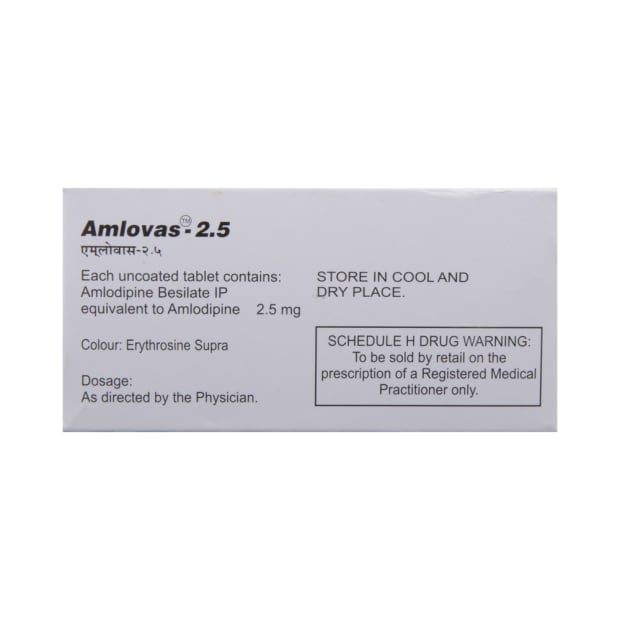 Amlovas™-2.5
एम्लोवास-२.५
Each uncoated tablet contains:
Amlodipine Besilate IP
equivalent to Amlodipine 2.5 mg
Colour: Erythrosine Supra
Dosage:
As directed by the Physician.
STORE IN COOL AND
DRY PLACE.
SCHEDULE H DRUG WARNING:
To be sold by retail on the
prescription of a Registered Medical
Practitioner only.